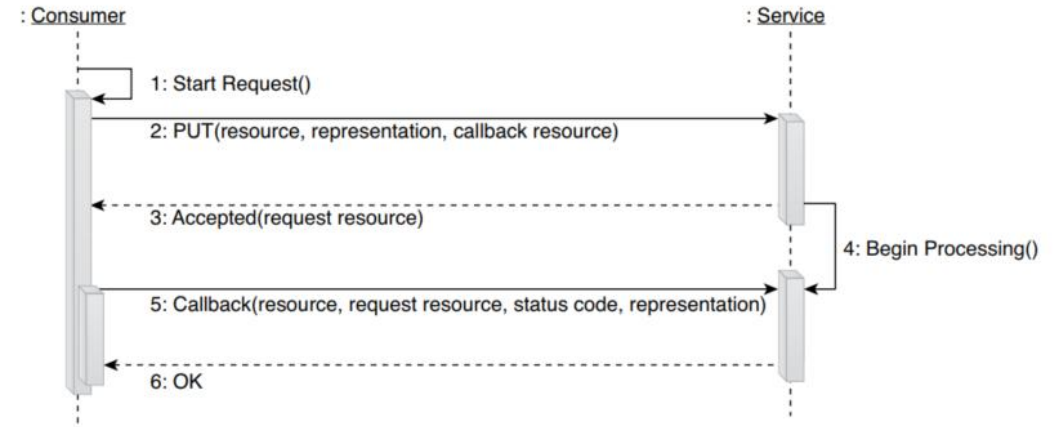 : Consumer
: Service
1: Start Request()
2: PUT(resource, representation, callback resource)
3: Accepted(request resource)
4: Begin Processing()
5: Callback(resource, request resource, status code, representation)
6: OK